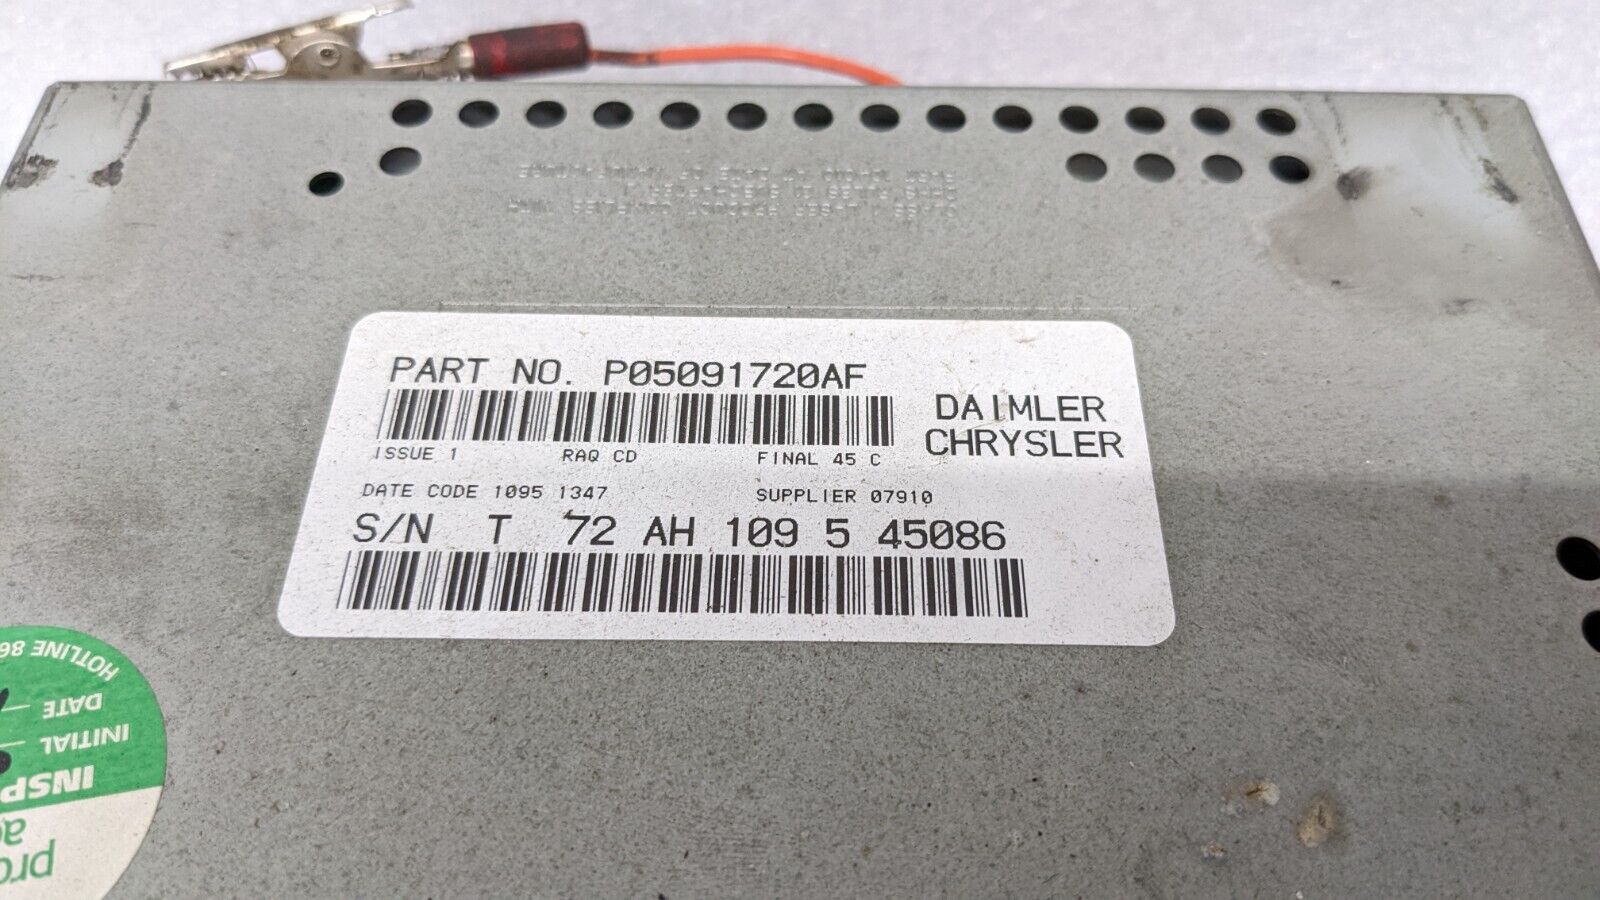 PART NO. P05091720AF
DAIMLER
CHRYSLER
ISSUE 1 RAQ CD FINAL 45 C
DATE CODE 1095 1347 SUPPLIER 07910
S/N T 72 AH 109 5 45086
HOTLINE
DATE
INITIAL
INSP
pro